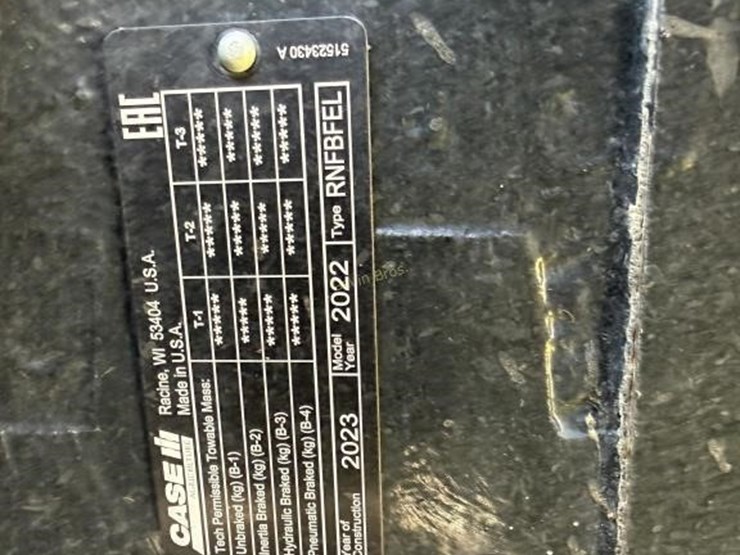 CASE IH
AGRICULTURE
Racine, WI 53404 U.S.A.
Made in U.S.A.
EAC
51523430 A
Tech Permissible Towable Mass: T-1 T-2 T-3
Unbraked (kg) (B-1) ***** ***** *****
Inertia Braked (kg) (B-2) ***** ***** *****
Hydraulic Braked (kg) (B-3) ***** ***** *****
Pneumatic Braked (kg) (B-4) ***** ***** *****
Year of Construction 2023 Model Year 2022 Type RNFBFEL
Bros.